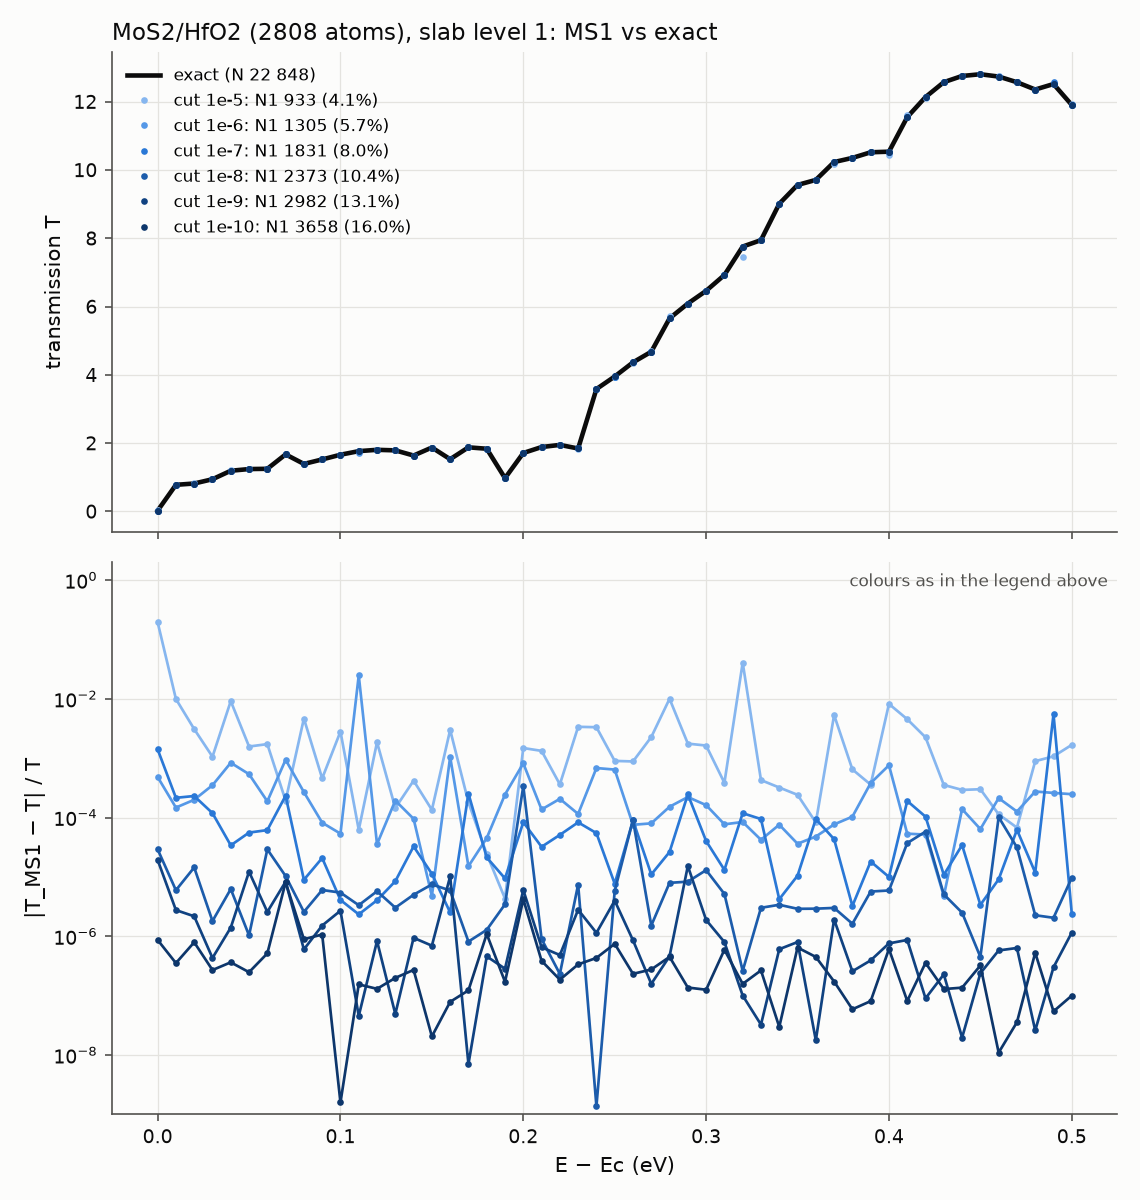 MoS2/HfO2 (2808 atoms), slab level 1: MS1 vs exact
exact (N 22 848)
cut 1e-5: N1 933 (4.1%)
cut 1e-6: N1 1305 (5.7%)
cut 1e-7: N1 1831 (8.0%)
cut 1e-8: N1 2373 (10.4%)
cut 1e-9: N1 2982 (13.1%)
cut 1e-10: N1 3658 (16.0%)
transmission T
12
10
8
6
4
2
0
colours as in the legend above
|T_MS1 − T| / T
10⁰
10⁻²
10⁻⁴
10⁻⁶
10⁻⁸
0.0 0.1 0.2 0.3 0.4 0.5
E − Ec (eV)